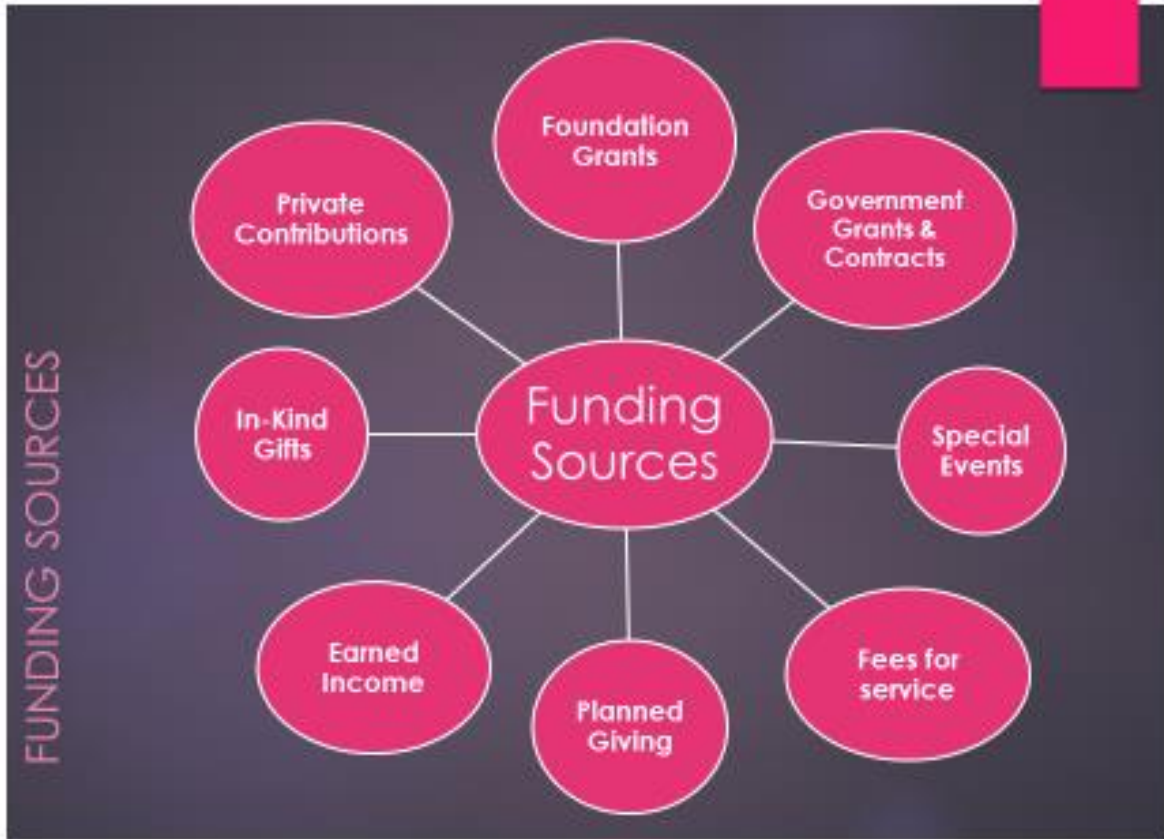 FUNDING SOURCES
Foundation
Grants
Government
Grants &
Contracts
Special
Events
Fees for
service
Planned
Giving
Earned
Income
In-Kind
Gifts
Private
Contributions
Funding
Sources